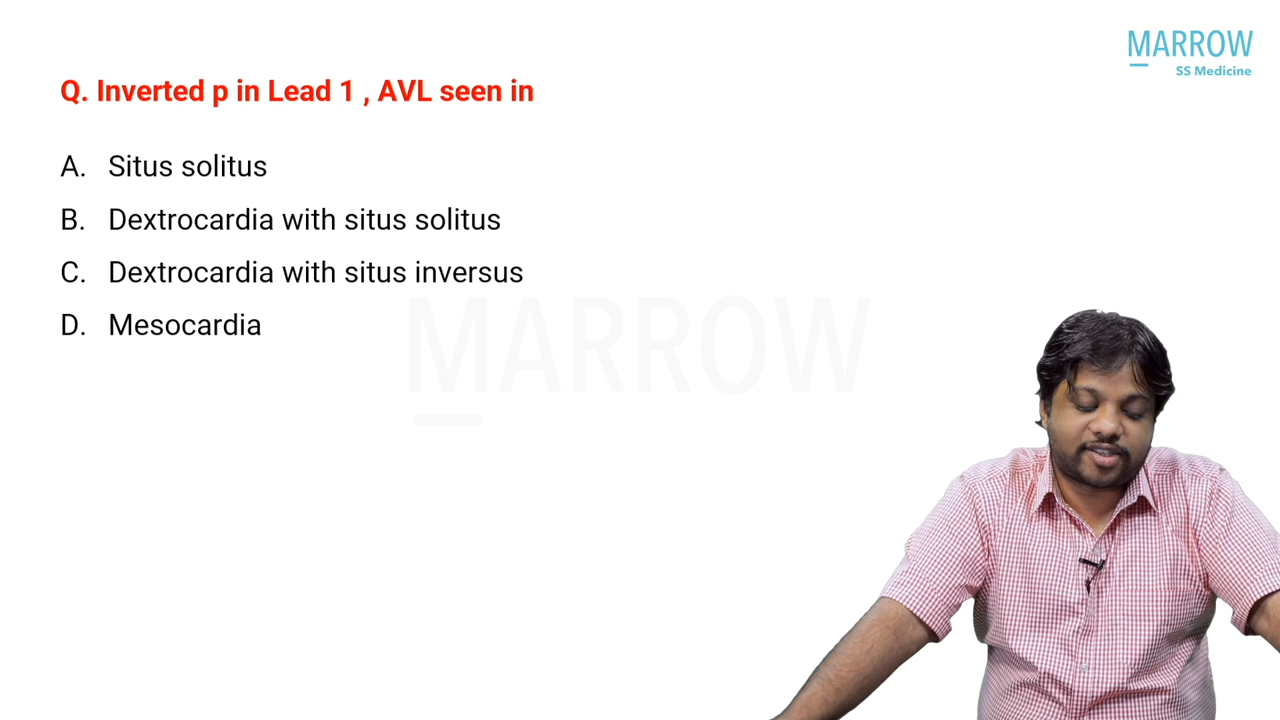 MARROW
SS Medicine
Q. Inverted p in Lead 1 , AVL seen in
A. Situs solitus
B. Dextrocardia with situs solitus
C. Dextrocardia with situs inversus
D. Mesocardia
MARROW